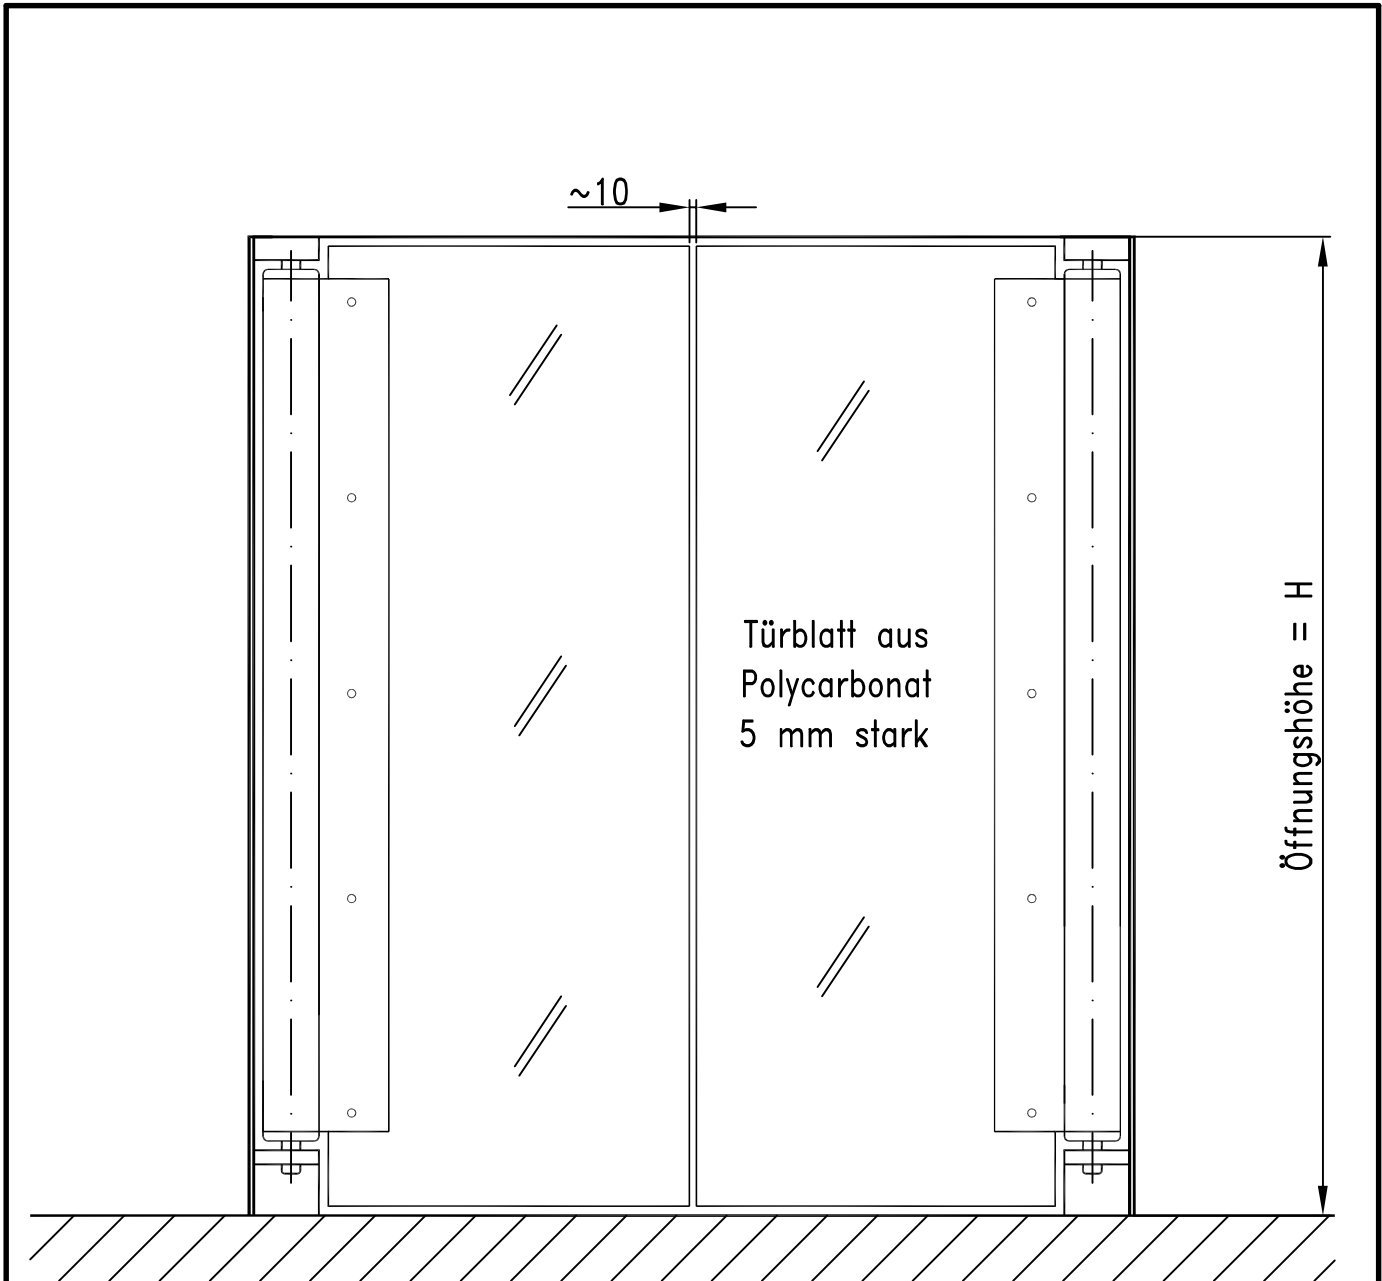 ~10
Türblatt aus
Polycarbonat
5 mm stark
Öffnungshöhe = H